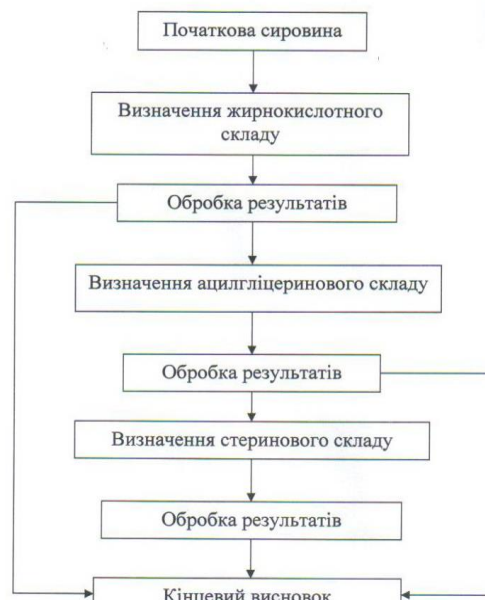 Початкова сировина
Визначення жирнокислотного
складу
Обробка результатів
Визначення ацилгліцеринового складу
Обробка результатів
Визначення стеринового складу
Обробка результатів
Кінцевий висновок